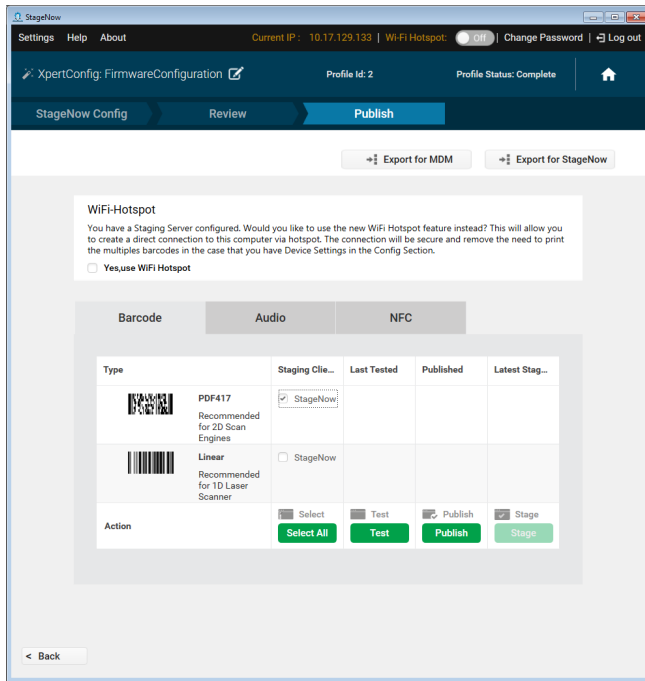 StageNow
Settings Help About Current IP : 10.17.129.133 | Wi-Fi Hotspot: Off | Change Password | Log out
XpertConfig: FirmwareConfiguration Profile Id: 2 Profile Status: Complete
StageNow Config Review Publish
Export for MDM Export for StageNow
WiFi-Hotspot
You have a Staging Server configured. Would you like to use the new WiFi Hotspot feature instead? This will allow you
to create a direct connection to this computer via hotspot. The connection will be secure and remove the need to print
the multiples barcodes in the case that you have Device Settings in the Config Section.
Yes,use WiFi Hotspot
Barcode Audio NFC
Type Staging Clie... Last Tested Published Latest Stag...
PDF417 StageNow
Recommended
for 2D Scan
Engines
Linear StageNow
Recommended
for 1D Laser
Scanner
Action Select Test Publish Stage
Select All Test Publish Stage
< Back